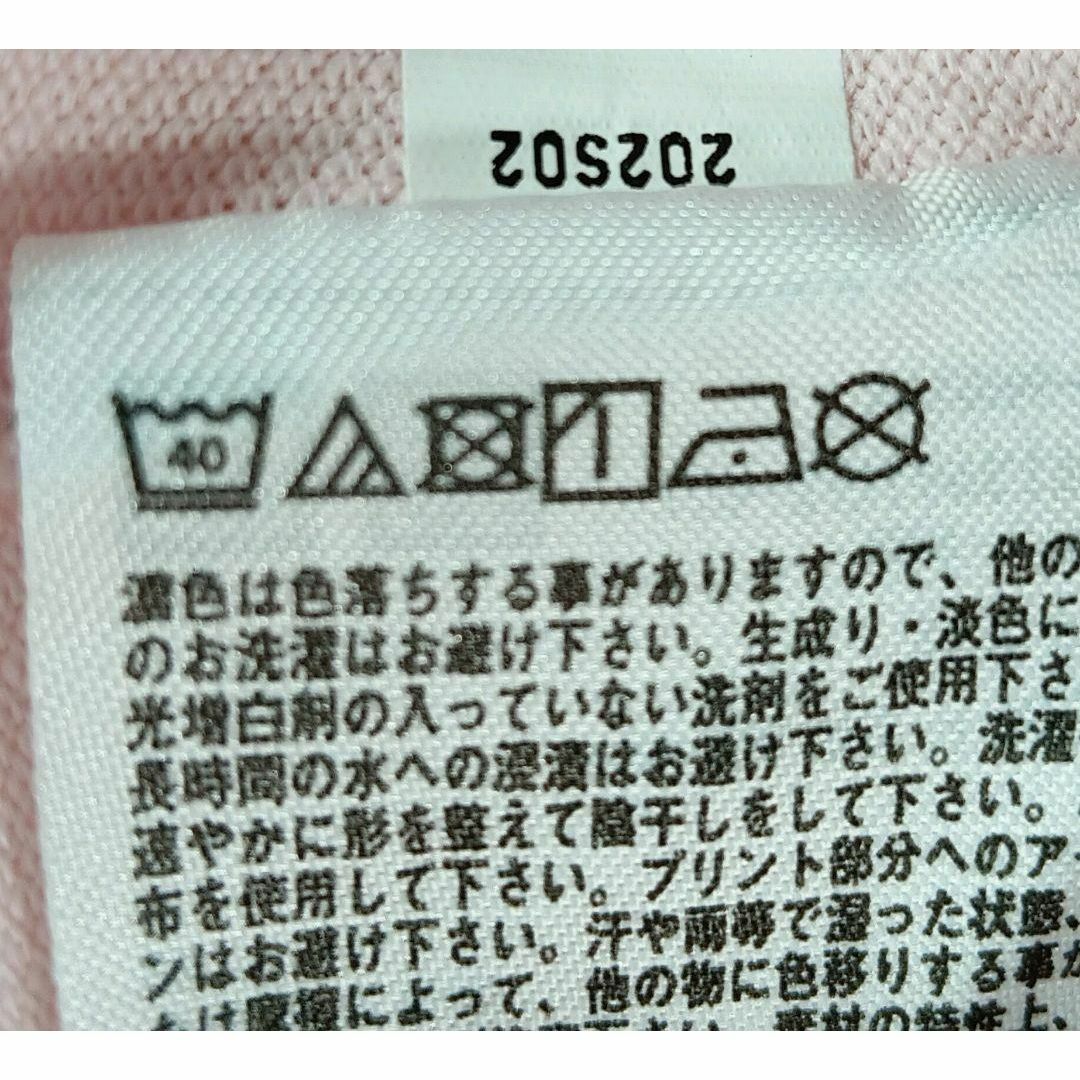 202S02
40
濃色は色落ちする事がありますので、他の
のお洗濯はお避け下さい。生成り・淡色に
光増白剤の入っていない洗剤をご使用下さ
長時間の水への浸漬はお避け下さい。洗濯
速やかに形を整えて陰干しをして下さい。
布を使用して下さい。プリント部分へのア
ンはお避け下さい。汗や雨等で湿った状態、
は摩擦によって、他の物に色移りする事が
素材の特性上、